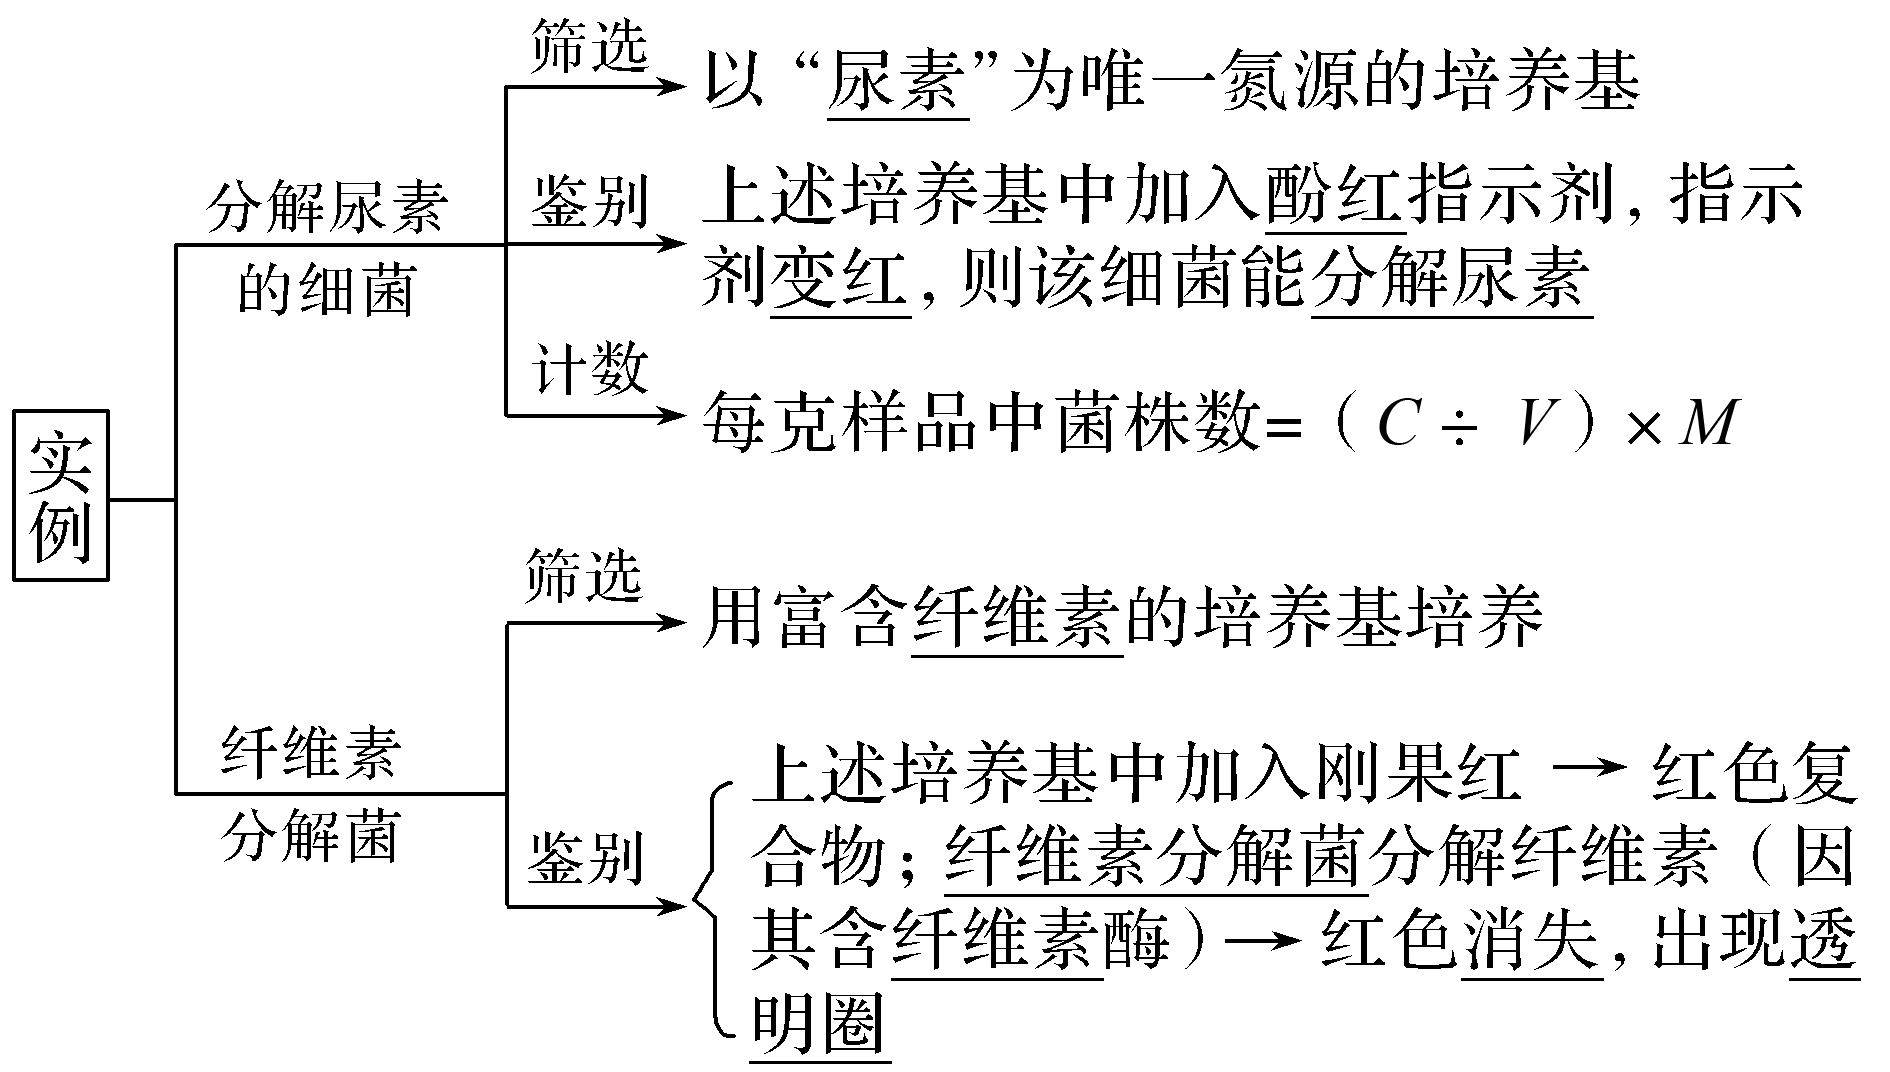 实例
分解尿素
的细菌
筛选
以“尿素”为唯一氮源的培养基
鉴别
上述培养基中加入酚红指示剂，指示
剂变红，则该细菌能分解尿素
计数
每克样品中菌株数=（C÷V）×M
纤维素
分解菌
筛选
用富含纤维素的培养基培养
鉴别
上述培养基中加入刚果红→红色复
合物；纤维素分解菌分解纤维素（因
其含纤维素酶）→红色消失，出现透
明圈